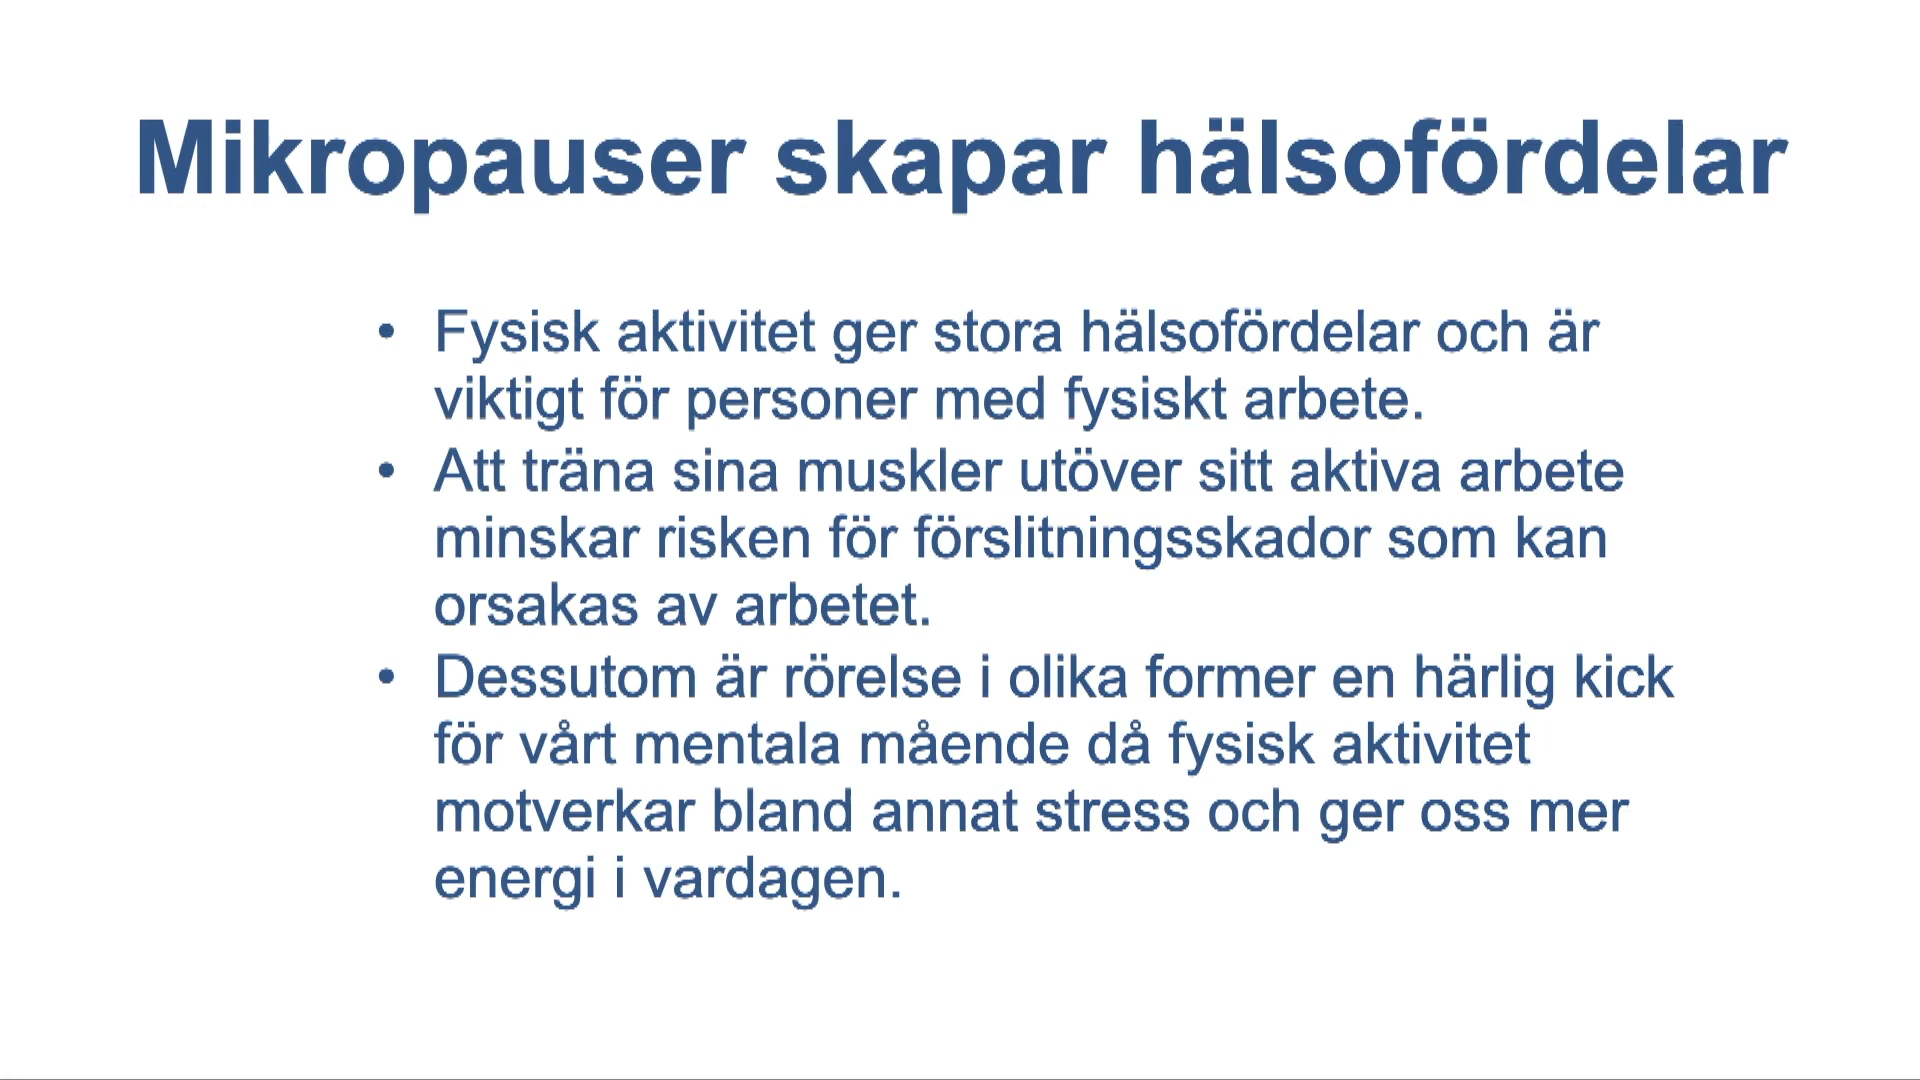 Mikropauser skapar hälsofördelar
• Fysisk aktivitet ger stora hälsofördelar och är
viktigt för personer med fysiskt arbete.
• Att träna sina muskler utöver sitt aktiva arbete
minskar risken för förslitningsskador som kan
orsakas av arbetet.
• Dessutom är rörelse i olika former en härlig kick
för vårt mentala mående då fysisk aktivitet
motverkar bland annat stress och ger oss mer
energi i vardagen.